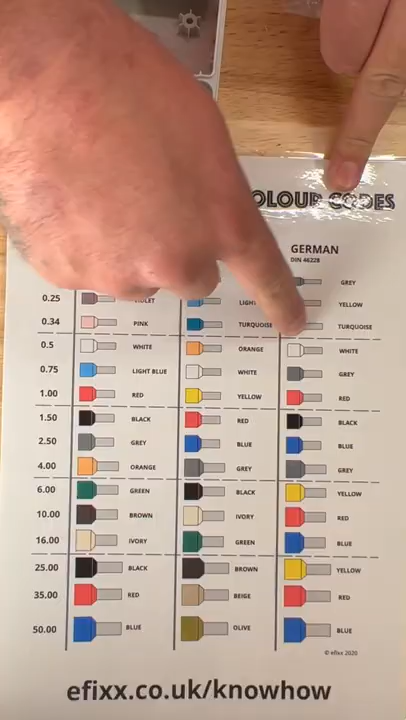 COLOUR CODES
GERMAN
DIN 46228
GREY
YELLOW
0.25 VIOLET LIGHT
0.34 PINK TURQUOISE TURQUOISE
0.5 WHITE ORANGE WHITE
0.75 LIGHT BLUE WHITE GREY
1.00 RED YELLOW RED
1.50 BLACK RED BLACK
2.50 GREY BLUE BLUE
4.00 ORANGE GREY GREY
6.00 GREEN BLACK YELLOW
10.00 BROWN IVORY RED
16.00 IVORY GREEN BLUE
25.00 BLACK BROWN YELLOW
35.00 RED BEIGE RED
50.00 BLUE OLIVE BLUE
© efixx 2020
efixx.co.uk/knowhow